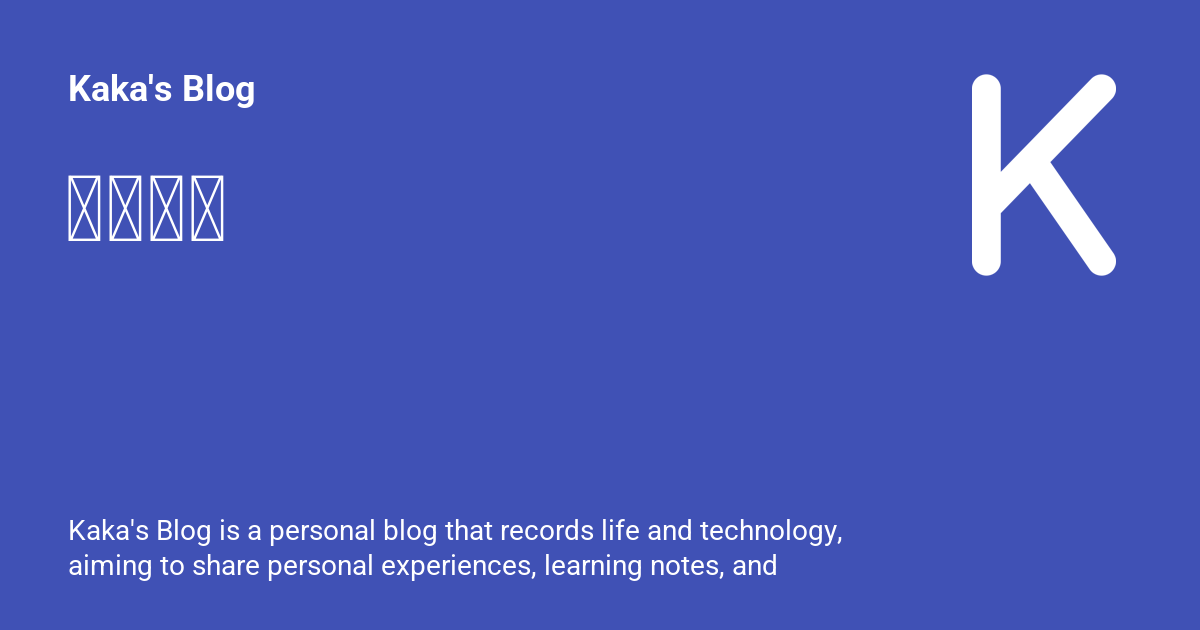 Kaka's Blog
K
Kaka's Blog is a personal blog that records life and technology,
aiming to share personal experiences, learning notes, and